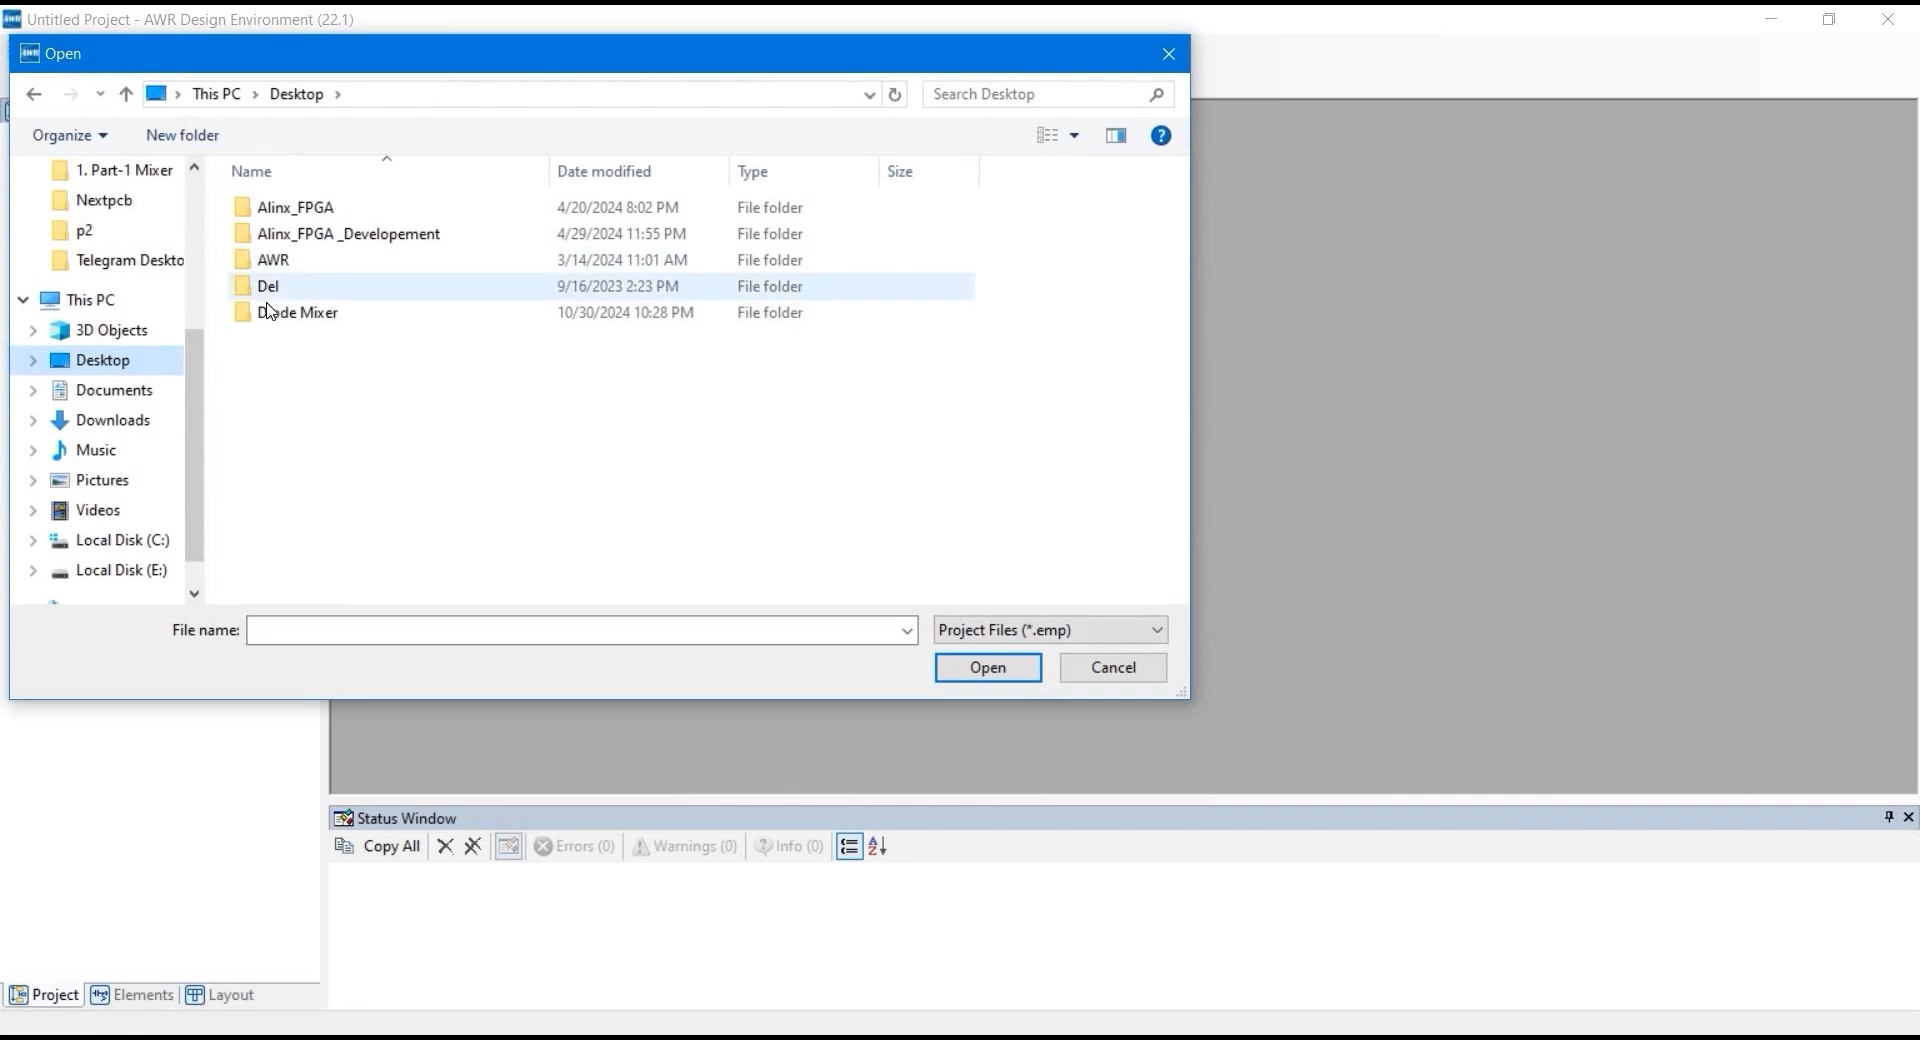 AWR Untitled Project - AWR Design Environment (22.1)
AWR Open
This PC > Desktop >
Search Desktop
Organize
New folder
Name
Date modified
Type
Size
1. Part-1 Mixer
Nextpcb
p2
Telegram Deskto
This PC
3D Objects
Desktop
Documents
Downloads
Music
Pictures
Videos
Local Disk (C:)
Local Disk (E:)
Alinx_FPGA 4/20/2024 8:02 PM File folder
Alinx_FPGA _Developement 4/29/2024 11:55 PM File folder
AWR 3/14/2024 11:01 AM File folder
Del 9/16/2023 2:23 PM File folder
Diode Mixer 10/30/2024 10:28 PM File folder
File name:
Project Files (*.emp)
Open
Cancel
Status Window
Copy All
Errors (0)
Warnings (0)
Info (0)
Project
Elements
Layout